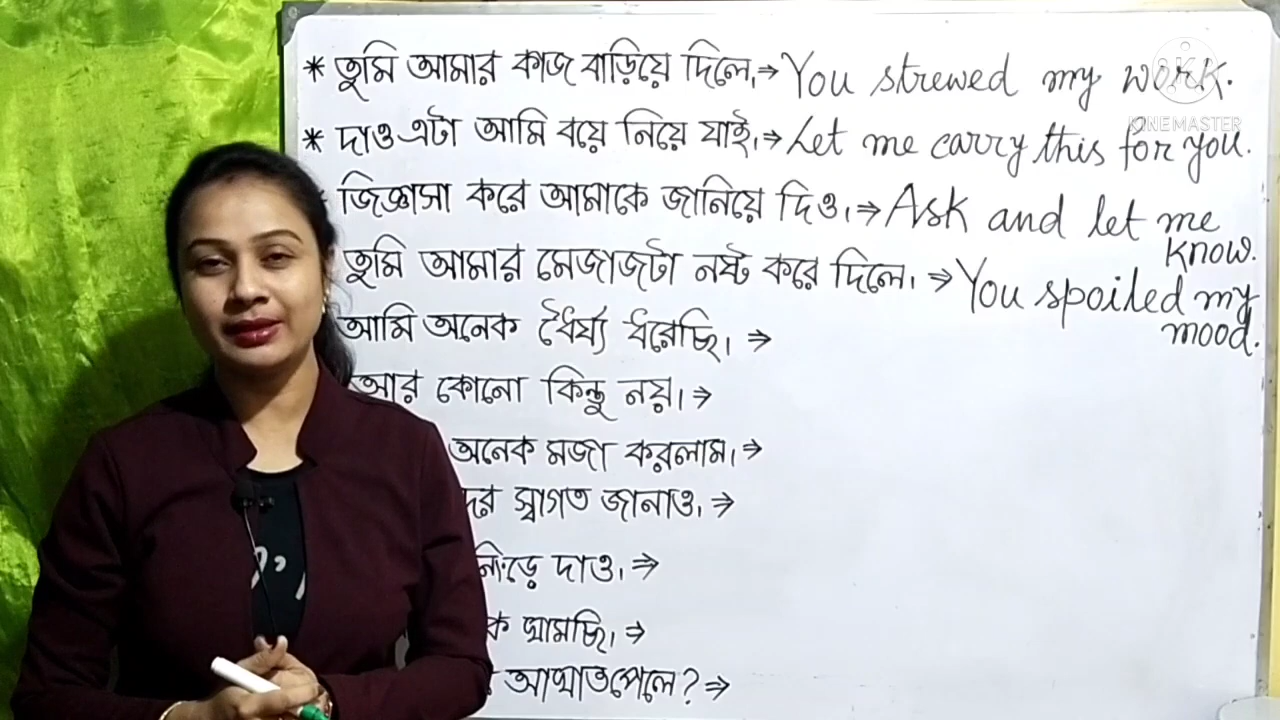 * তুমি আমার কাজ বাড়িয়ে দিলে। ⇒ You strewed my work.
* দাও এটা আমি বয়ে নিয়ে যাই। ⇒ Let me carry this for you.
জিজ্ঞাসা করে আমাকে জানিয়ে দিও। ⇒ Ask and let me
know.
তুমি আমার মেজাজটা নষ্ট করে দিলে। ⇒ You spoiled my
mood.
আমি অনেক ধৈর্য্য ধরেছি। ⇒
আর কোনো কিন্তু নয়। ⇒
অনেক মজা করলাম। ⇒
স্বাগত জানাও। ⇒
দাও। ⇒
ঘামছি। ⇒
আঘাত পেলে? ⇒
KINEMASTER